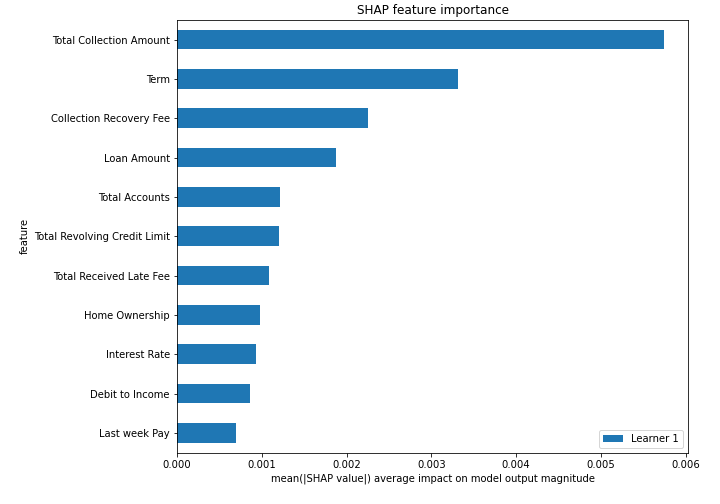 SHAP feature importance
Total Collection Amount
Term
Collection Recovery Fee
Loan Amount
Total Accounts
Total Revolving Credit Limit
Total Received Late Fee
Home Ownership
Interest Rate
Debit to Income
Last week Pay
feature
Learner 1
0.000 0.001 0.002 0.003 0.004 0.005 0.006
mean(|SHAP value|) average impact on model output magnitude